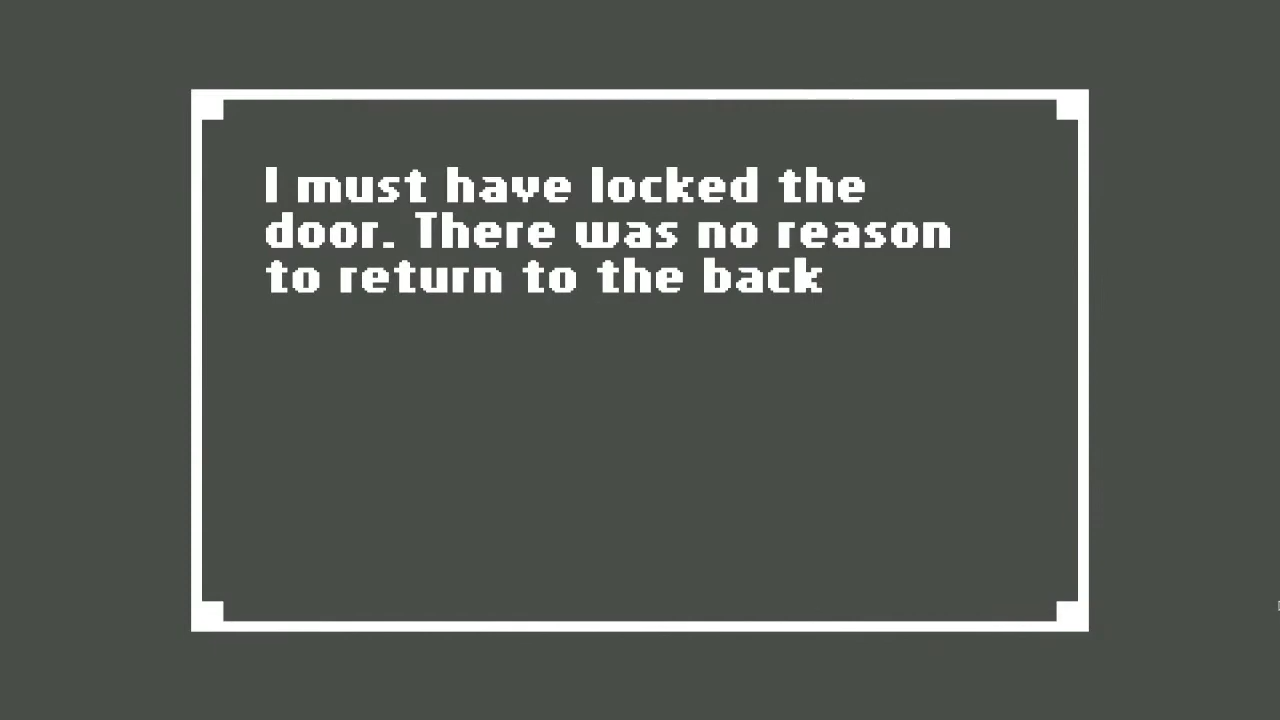 I must have locked the
door. There was no reason
to return to the back